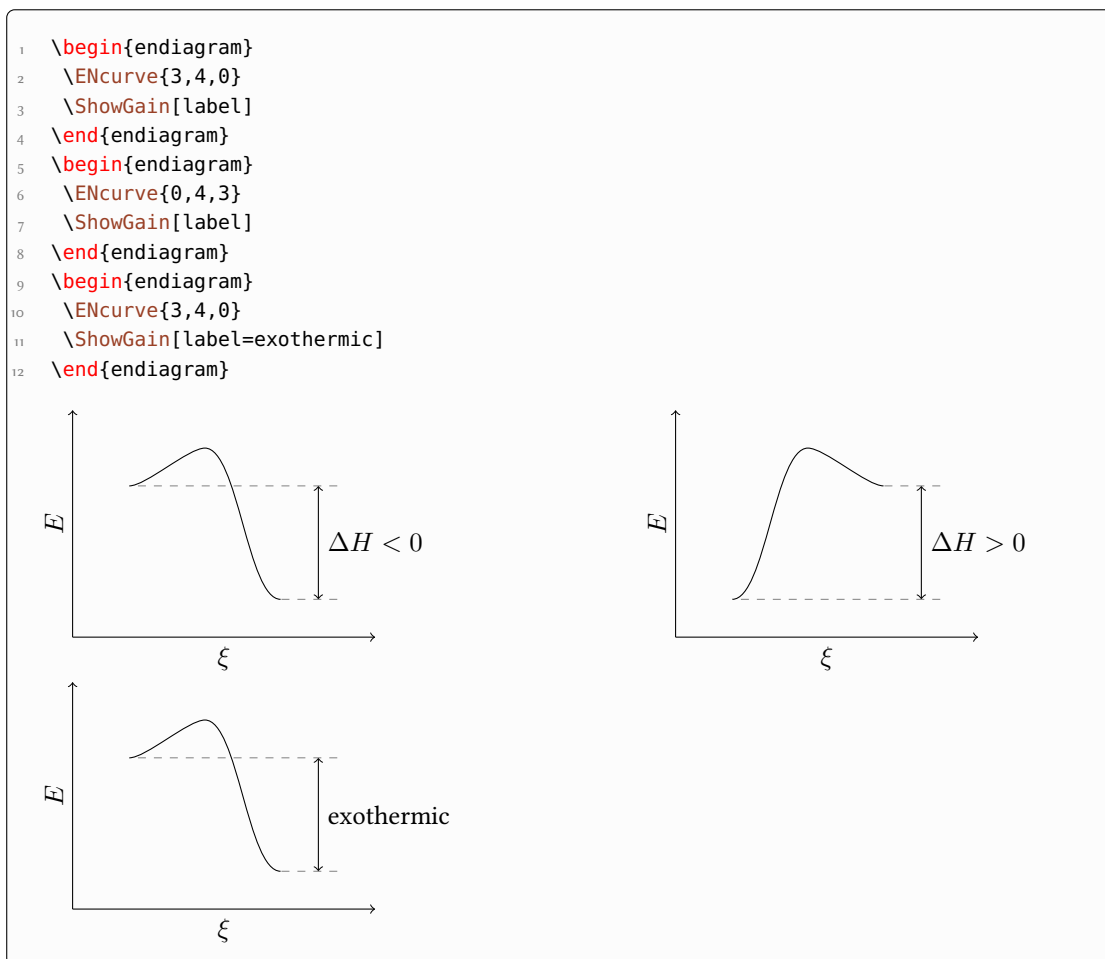 1 \begin{endiagram}
2 \ENcurve{3,4,0}
3 \ShowGain[label]
4 \end{endiagram}
5 \begin{endiagram}
6 \ENcurve{0,4,3}
7 \ShowGain[label]
8 \end{endiagram}
9 \begin{endiagram}
10 \ENcurve{3,4,0}
11 \ShowGain[label=exothermic]
12 \end{endiagram}
E
ΔH < 0
ξ
E
ΔH > 0
ξ
E
exothermic
ξ